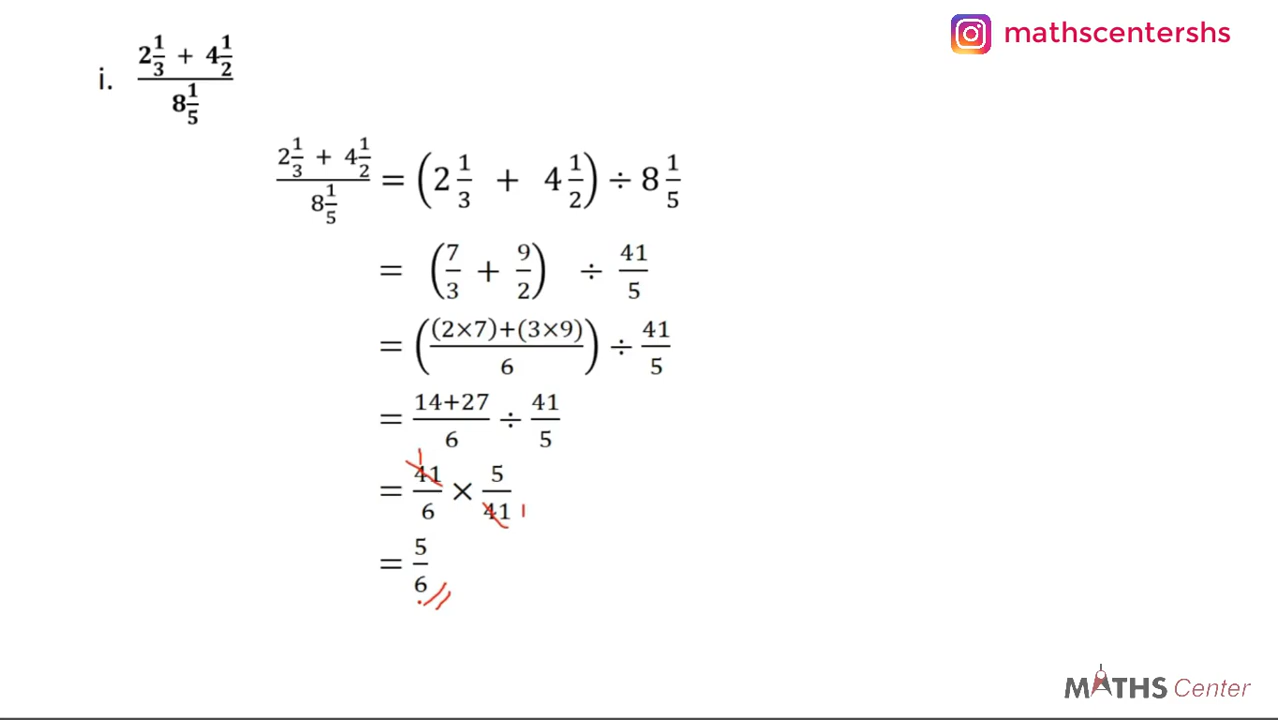 mathscentershs
i. (2 1/3 + 4 1/2)/(8 1/5)
(2 1/3 + 4 1/2)/(8 1/5) = (2 1/3 + 4 1/2) ÷ 8 1/5
= (7/3 + 9/2) ÷ 41/5
= (((2×7)+(3×9))/6) ÷ 41/5
= (14+27)/6 ÷ 41/5
1
= 41/6 × 5/41 1
= 5/6
MATHS Center